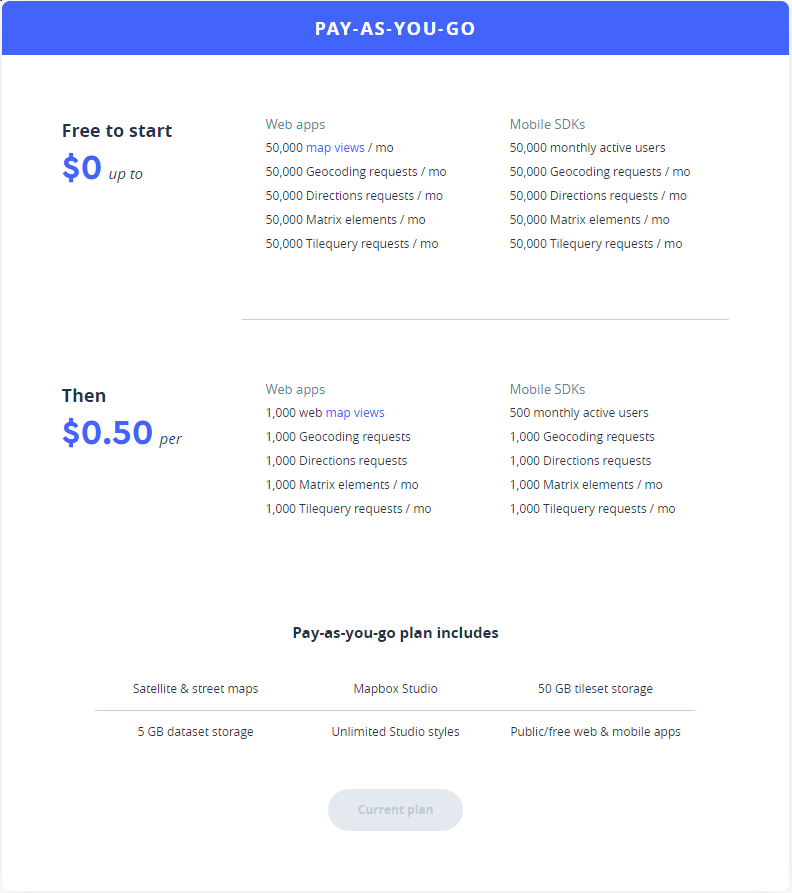 PAY-AS-YOU-GO
Free to start
$0 up to
Web apps
50,000 map views / mo
50,000 Geocoding requests / mo
50,000 Directions requests / mo
50,000 Matrix elements / mo
50,000 Tilequery requests / mo
Mobile SDKs
50,000 monthly active users
50,000 Geocoding requests / mo
50,000 Directions requests / mo
50,000 Matrix elements / mo
50,000 Tilequery requests / mo
Then
$0.50 per
Web apps
1,000 web map views
1,000 Geocoding requests
1,000 Directions requests
1,000 Matrix elements / mo
1,000 Tilequery requests / mo
Mobile SDKs
500 monthly active users
1,000 Geocoding requests
1,000 Directions requests
1,000 Matrix elements / mo
1,000 Tilequery requests / mo
Pay-as-you-go plan includes
Satellite & street maps
Mapbox Studio
50 GB tileset storage
5 GB dataset storage
Unlimited Studio styles
Public/free web & mobile apps
Current plan